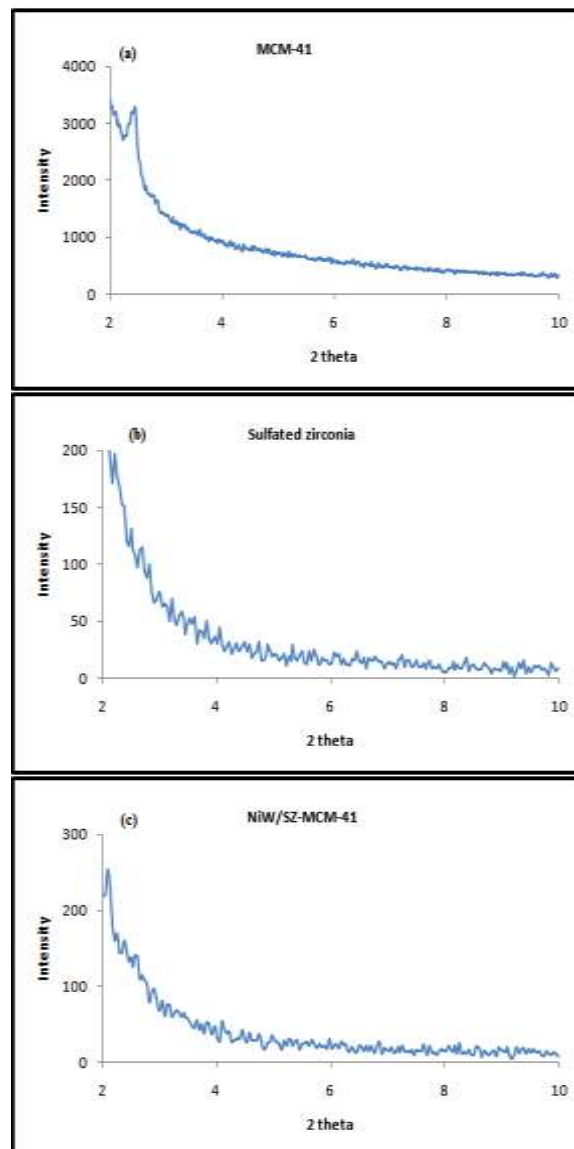 (a) MCM-41
4000
3000
2000
1000
0
Intensity
2 4 6 8 10
2 theta
(b) Sulfated zirconia
200
150
100
50
0
Intensity
2 4 6 8 10
2 theta
(c) NiW/SZ-MCM-41
300
200
100
0
Intensity
2 4 6 8 10
2 theta